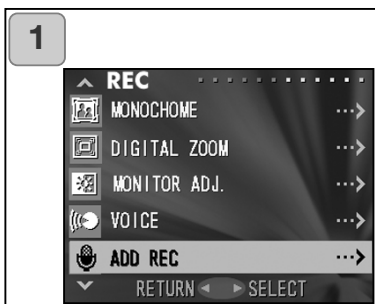 1
REC
MONOCHOME
DIGITAL ZOOM
MONITOR ADJ.
VOICE
ADD REC
RETURN SELECT